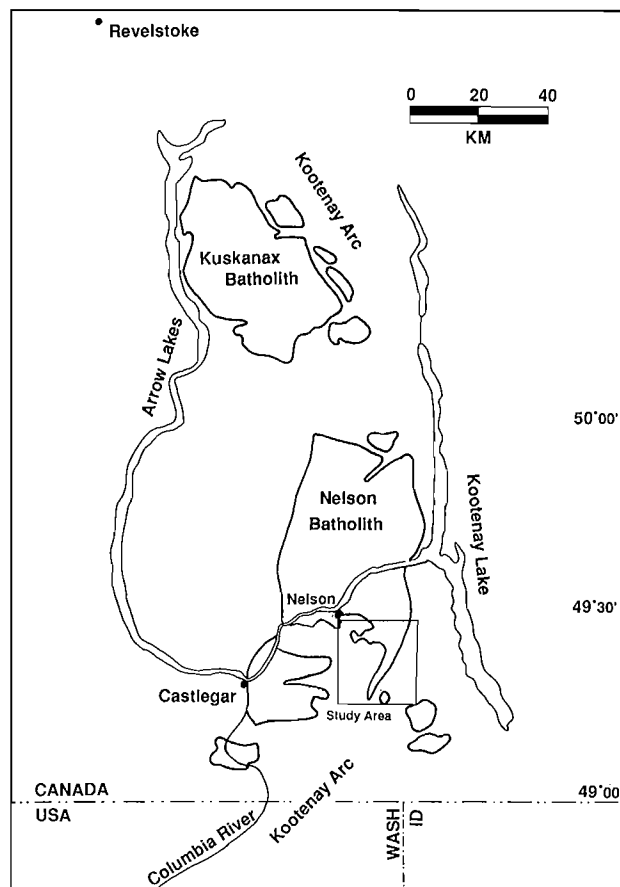 Revelstoke
0 20 40
KM
Kootenay Arc
Kuskanax
Batholith
Arrow Lakes
50°00'
Nelson
Batholith
Kootenay Lake
Nelson
49°30'
Castlegar
Study Area
Kootenay Arc
CANADA
49°00'
USA
WASH
ID
Columbia River